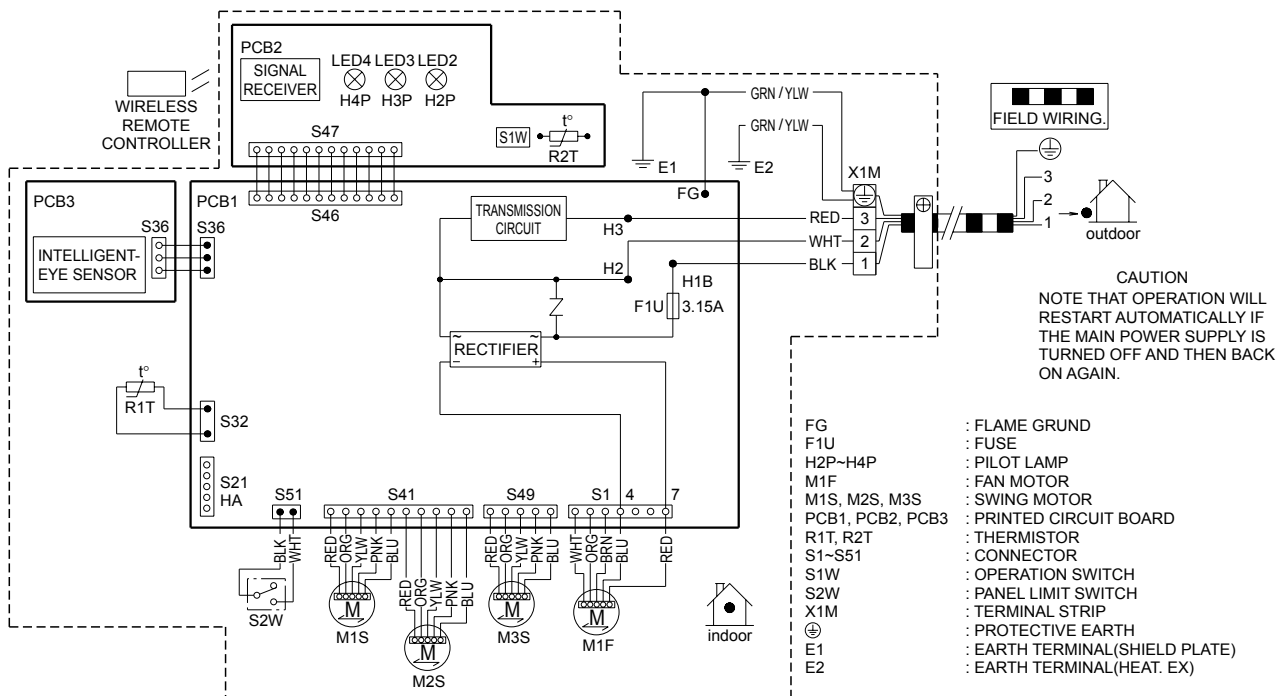 PCB2
SIGNAL
RECEIVER
LED4 LED3 LED2
H4P H3P H2P
WIRELESS
REMOTE
CONTROLLER
S47
S1W
t°
R2T
GRN / YLW
GRN / YLW
E1
E2
FIELD WIRING.
X1M
3
2
1
outdoor
PCB3
S36
INTELLIGENT-
EYE SENSOR
PCB1
S36
S46
TRANSMISSION
CIRCUIT
FG
H3
RED 3
H2
WHT 2
BLK 1
H1B
F1U 3.15A
Z
~ ~
RECTIFIER
− +
CAUTION
NOTE THAT OPERATION WILL
RESTART AUTOMATICALLY IF
THE MAIN POWER SUPPLY IS
TURNED OFF AND THEN BACK
ON AGAIN.
t°
R1T
S32
S21
HA
S51
S41
S49
S1 4 7
BLK WHT
RED ORG YLW PNK BLU
RED ORG YLW PNK BLU
RED ORG YLW PNK BLU
WHT ORG BRN BLU RED
S2W
M
M1S
M
M2S
M
M3S
M
M1F
indoor
FG : FLAME GRUND
F1U : FUSE
H2P~H4P : PILOT LAMP
M1F : FAN MOTOR
M1S, M2S, M3S : SWING MOTOR
PCB1, PCB2, PCB3 : PRINTED CIRCUIT BOARD
R1T, R2T : THERMISTOR
S1~S51 : CONNECTOR
S1W : OPERATION SWITCH
S2W : PANEL LIMIT SWITCH
X1M : TERMINAL STRIP
: PROTECTIVE EARTH
E1 : EARTH TERMINAL(SHIELD PLATE)
E2 : EARTH TERMINAL(HEAT. EX)